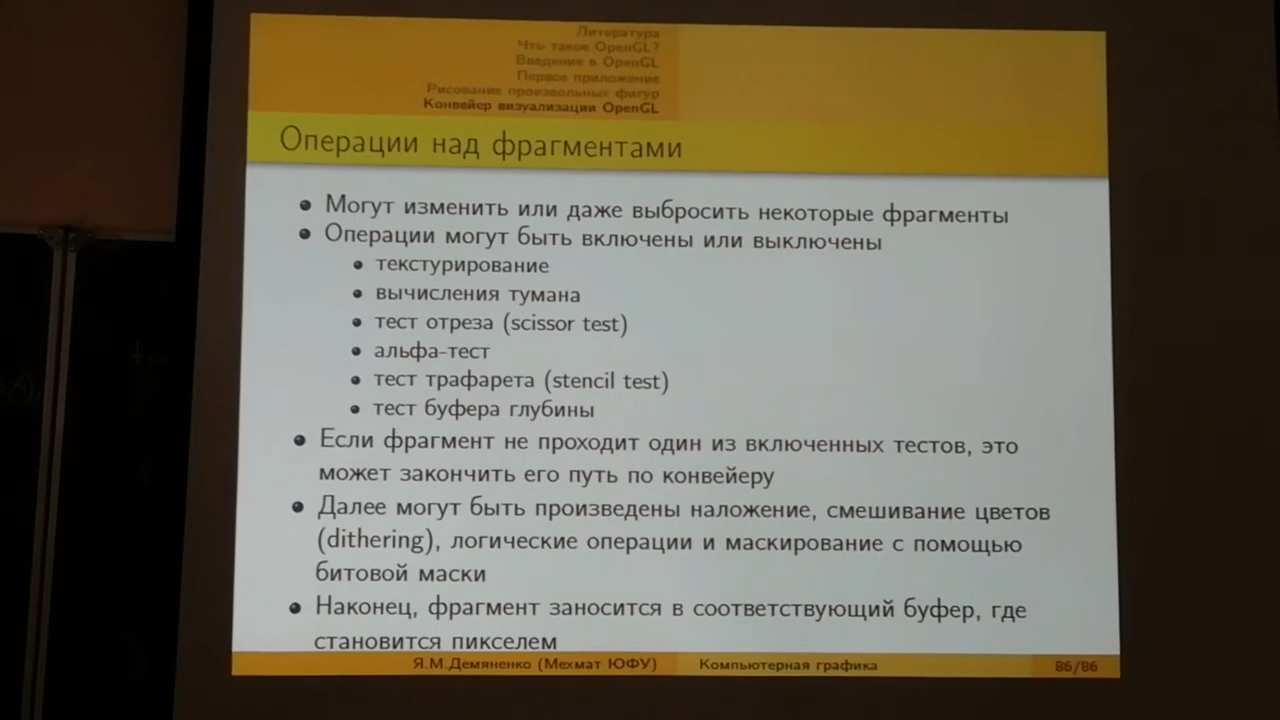 Литература
Что такое OpenGL?
Введение в OpenGL
Первое приложение
Рисование произвольных фигур
Конвейер визуализации OpenGL
Операции над фрагментами
Могут изменить или даже выбросить некоторые фрагменты
Операции могут быть включены или выключены
текстурирование
вычисления тумана
тест отреза (scissor test)
альфа-тест
тест трафарета (stencil test)
тест буфера глубины
Если фрагмент не проходит один из включенных тестов, это
может закончить его путь по конвейеру
Далее могут быть произведены наложение, смешивание цветов
(dithering), логические операции и маскирование с помощью
битовой маски
Наконец, фрагмент заносится в соответствующий буфер, где
становится пикселем
Я.М.Демяненко (Мехмат ЮФУ) Компьютерная графика 86/86